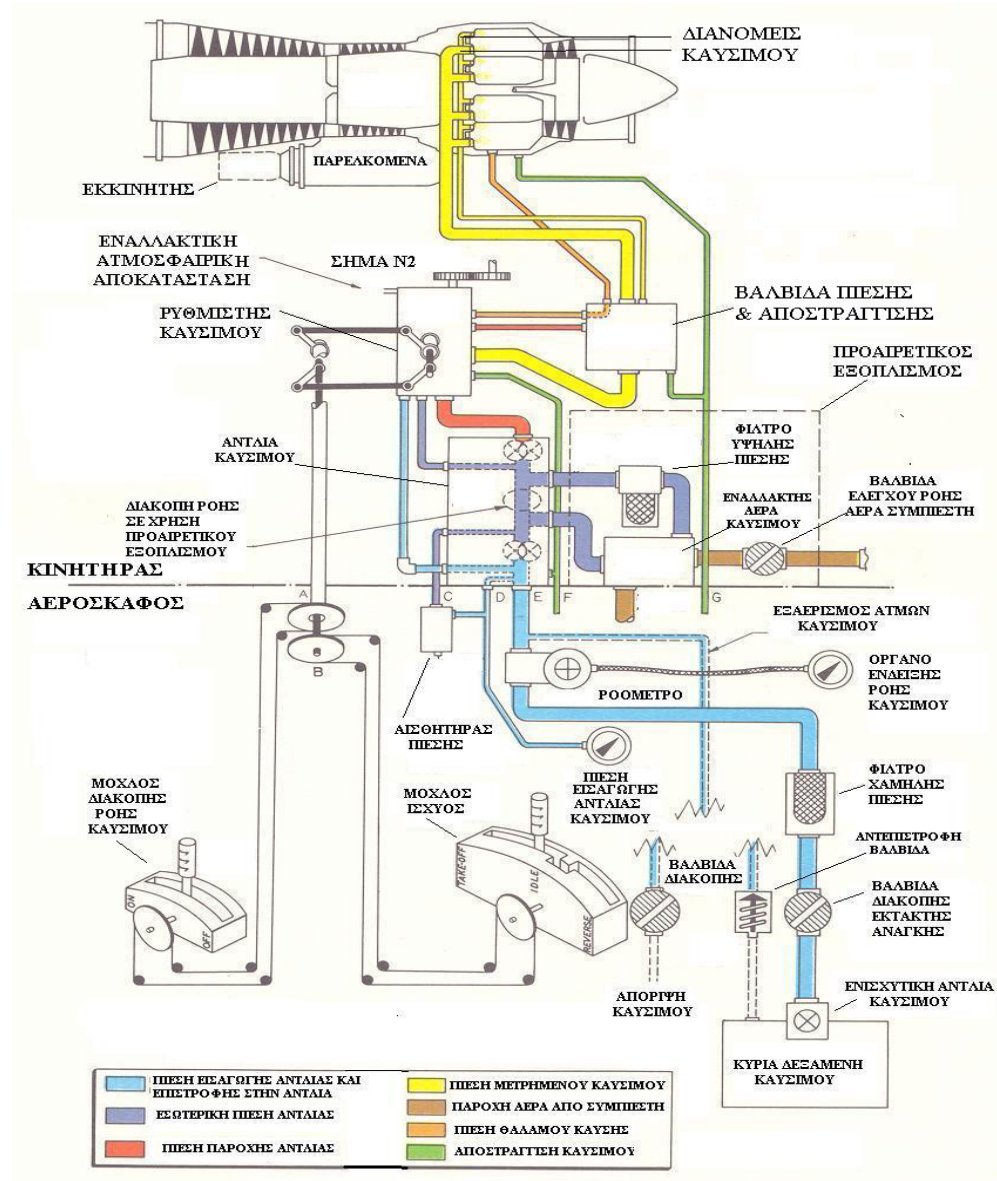 ΔΙΑΝΟΜΕΙΣ
ΚΑΥΣΙΜΟΥ
ΠΑΡΕΛΚΟΜΕΝΑ
ΕΚΚΙΝΗΤΗΣ
ΕΝΑΛΛΑΚΤΙΚΗ
ΑΤΜΟΣΦΑΙΡΙΚΗ
ΑΠΟΚΑΤΑΣΤΑΣΗ
ΣΗΜΑ Ν2
ΡΥΘΜΙΣΤΗΣ
ΚΑΥΣΙΜΟΥ
ΒΑΛΒΙΔΑ ΠΙΕΣΗΣ
& ΑΠΟΣΤΡΑΓΓΙΣΗΣ
ΠΡΟΑΙΡΕΤΙΚΟΣ
ΕΞΟΠΛΙΣΜΟΣ
ΑΝΤΛΙΑ
ΚΑΥΣΙΜΟΥ
ΦΙΛΤΡΟ
ΥΨΗΛΗΣ
ΠΙΕΣΗΣ
ΕΝΑΛΛΑΚΤΗΣ
ΑΕΡΑ
ΚΑΥΣΙΜΟΥ
ΒΑΛΒΙΔΑ
ΕΛΕΓΧΟΥ ΡΟΗΣ
ΑΕΡΑ ΣΥΜΠΙΕΣΤΗ
ΔΙΑΚΟΠΗ ΡΟΗΣ
ΣΕ ΧΡΗΣΗ
ΠΡΟΑΙΡΕΤΙΚΟΥ
ΕΞΟΠΛΙΣΜΟΥ
ΚΙΝΗΤΗΡΑΣ
ΑΕΡΟΣΚΑΦΟΣ
A
B
C
D
E
F
G
ΕΞΑΕΡΙΣΜΟΣ ΑΤΜΩΝ
ΚΑΥΣΙΜΟΥ
ΡΟΟΜΕΤΡΟ
ΟΡΓΑΝΟ
ΕΝΔΕΙΞΗΣ
ΡΟΗΣ
ΚΑΥΣΙΜΟΥ
ΑΙΣΘΗΤΗΡΑΣ
ΠΙΕΣΗΣ
ΠΙΕΣΗ
ΕΙΣΑΓΩΓΗΣ
ΑΝΤΛΙΑΣ
ΚΑΥΣΙΜΟΥ
ΜΟΧΛΟΣ
ΔΙΑΚΟΠΗΣ
ΡΟΗΣ
ΚΑΥΣΙΜΟΥ
ΜΟΧΛΟΣ
ΙΣΧΥΟΣ
ΦΙΛΤΡΟ
ΧΑΜΗΛΗΣ
ΠΙΕΣΗΣ
ΑΝΤΕΠΙΣΤΡΟΦΗ
ΒΑΛΒΙΔΑ
ΒΑΛΒΙΔΑ
ΔΙΑΚΟΠΗΣ
ΒΑΛΒΙΔΑ
ΔΙΑΚΟΠΗΣ
ΕΚΤΑΚΤΗΣ
ΑΝΑΓΚΗΣ
ON
OFF
TAKE-OFF
IDLE
REVERSE
ΑΠΟΡΙΨΗ
ΚΑΥΣΙΜΟΥ
ΕΝΙΣΧΥΤΙΚΗ ΑΝΤΛΙΑ
ΚΑΥΣΙΜΟΥ
ΚΥΡΙΑ ΔΕΞΑΜΕΝΗ
ΚΑΥΣΙΜΟΥ
ΠΙΕΣΗ ΕΙΣΑΓΩΓΗΣ ΑΝΤΛΙΑΣ ΚΑΙ
ΕΠΙΣΤΡΟΦΗΣ ΣΤΗΝ ΑΝΤΛΙΑ
ΕΣΩΤΕΡΙΚΗ ΠΙΕΣΗ ΑΝΤΛΙΑΣ
ΠΙΕΣΗ ΠΑΡΟΧΗΣ ΑΝΤΛΙΑΣ
ΠΙΕΣΗ ΜΕΤΡΗΜΕΝΟΥ ΚΑΥΣΙΜΟΥ
ΠΑΡΟΧΗ ΑΕΡΑ ΑΠΟ ΣΥΜΠΙΕΣΤΗ
ΠΙΕΣΗ ΘΑΛΑΜΟΥ ΚΑΥΣΗΣ
ΑΠΟΣΤΡΑΓΓΙΣΗ ΚΑΥΣΙΜΟΥ